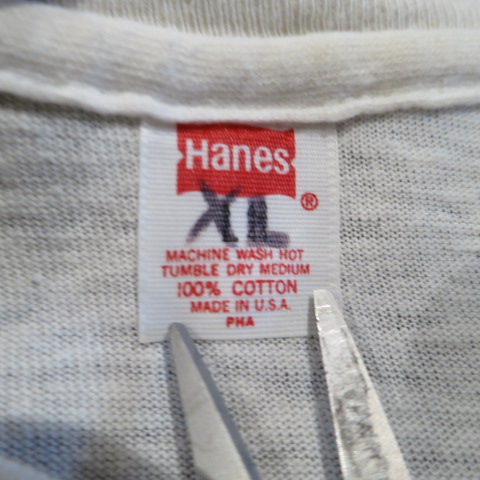 Hanes
XL
®
MACHINE WASH HOT
TUMBLE DRY MEDIUM
100% COTTON
MADE IN U.S.A.
PHA